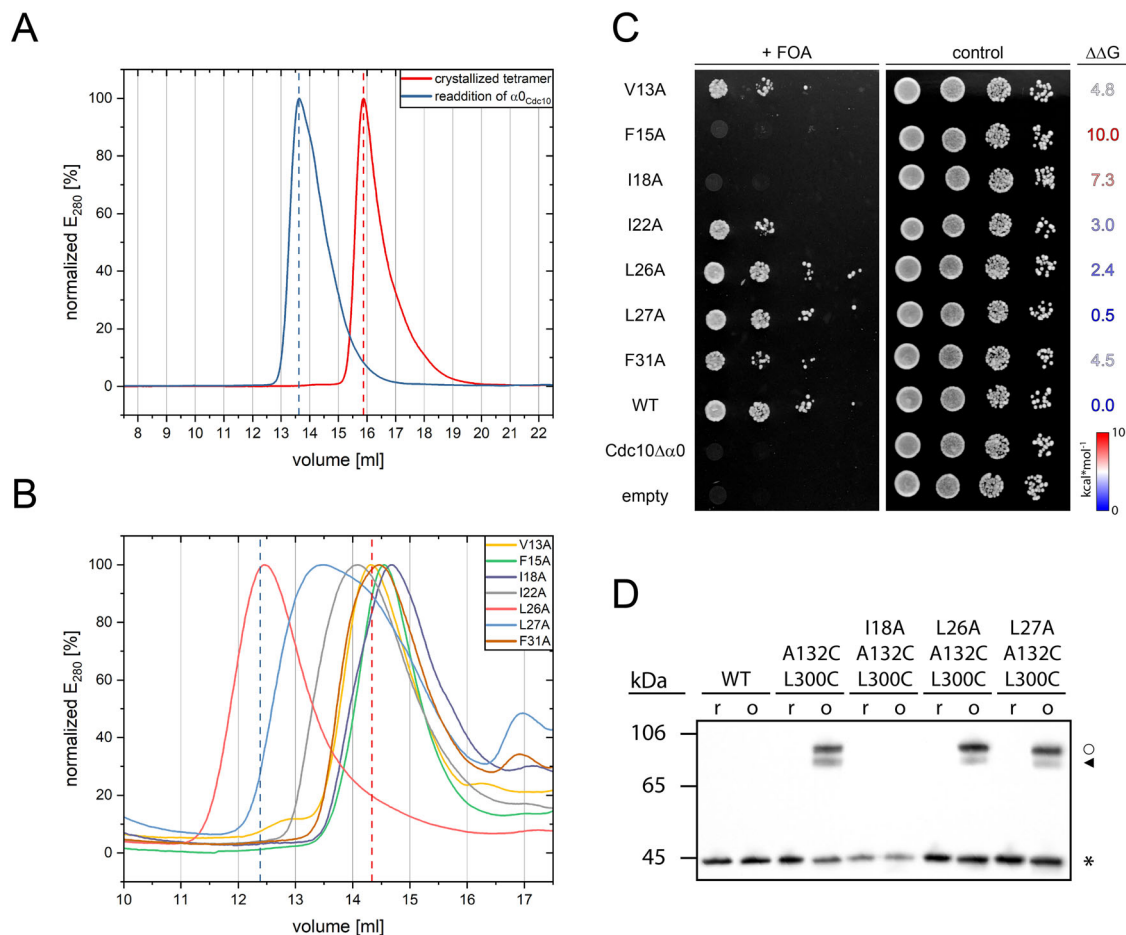 A
normalized E280 [%]
100
80
60
40
20
0
8 9 10 11 12 13 14 15 16 17 18 19 20 21 22
volume [ml]
crystallized tetramer
readdition of α0Cdc10
B
normalized E280 [%]
100
80
60
40
20
0
10 11 12 13 14 15 16 17
volume [ml]
V13A
F15A
I18A
I22A
L26A
L27A
F31A
C
+ FOA control ΔΔG
V13A 4.8
F15A 10.0
I18A 7.3
I22A 3.0
L26A 2.4
L27A 0.5
F31A 4.5
WT 0.0
Cdc10Δα0
empty
10
kcal*mol-1
0
D
I18A L26A L27A
A132C A132C A132C A132C
kDa WT L300C L300C L300C L300C
r o r o r o r o r o
106
65
45 *